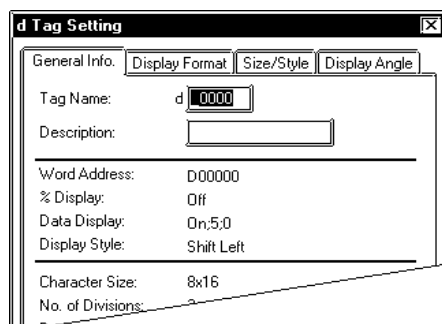 d Tag Setting
General Info. Display Format Size/Style Display Angle
Tag Name: d 0000
Description:
Word Address: D00000
% Display: Off
Data Display: On;5;0
Display Style: Shift Left
Character Size: 8x16
No. of Divisions: